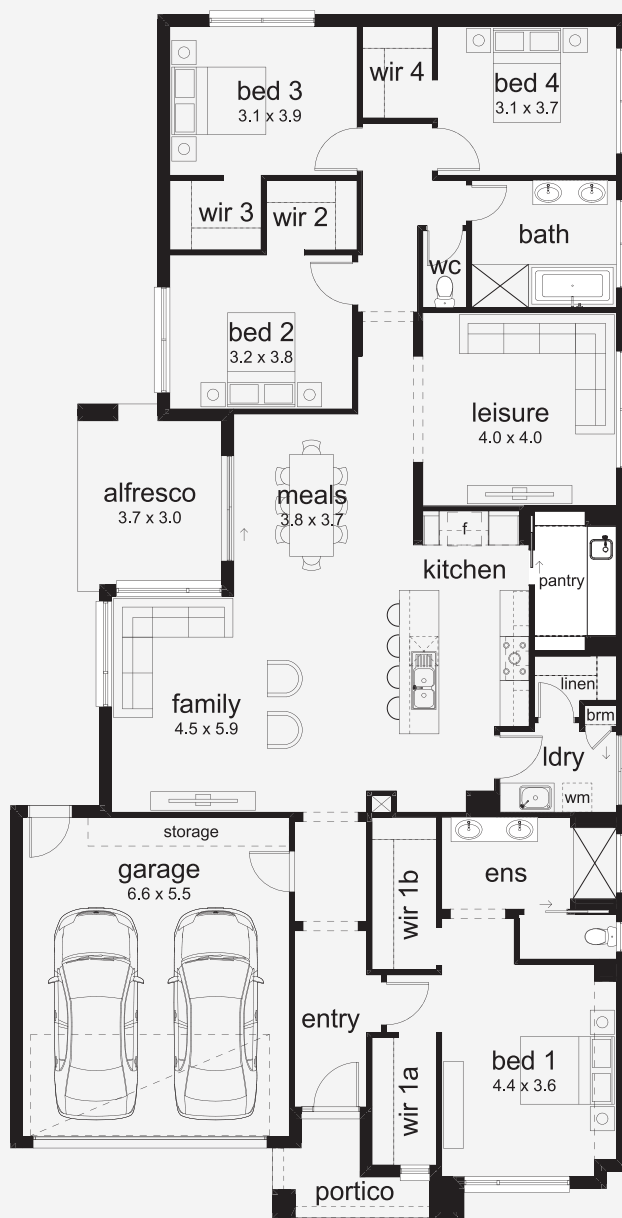 bed 3
3.1 x 3.9
wir 4
bed 4
3.1 x 3.7
wir 3
wir 2
bath
wc
bed 2
3.2 x 3.8
leisure
4.0 x 4.0
alfresco
3.7 x 3.0
meals
3.8 x 3.7
f
kitchen
pantry
family
4.5 x 5.9
linen
brm
ldry
wm
storage
garage
6.6 x 5.5
ens
wir 1b
entry
bed 1
4.4 x 3.6
wir 1a
portico